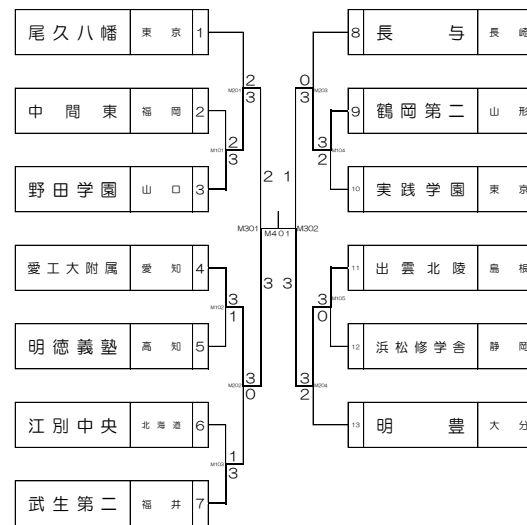 尾久八幡 東京 1
中間東 福岡 2
野田学園 山口 3
愛工大附属 愛知 4
明徳義塾 高知 5
江別中央 北海道 6
武生第二 福井 7
8 長与 長崎
9 鶴岡第二 山形
10 実践学園 東京
11 出雲北陵 島根
12 浜松修学舎 静岡
13 明豊 大分
M201
2
3
M101
2
3
M102
3
1
M202
3
0
M103
1
3
M301
2
3
M401
M302
1
3
M203
0
3
M104
3
2
M105
3
0
M204
3
2